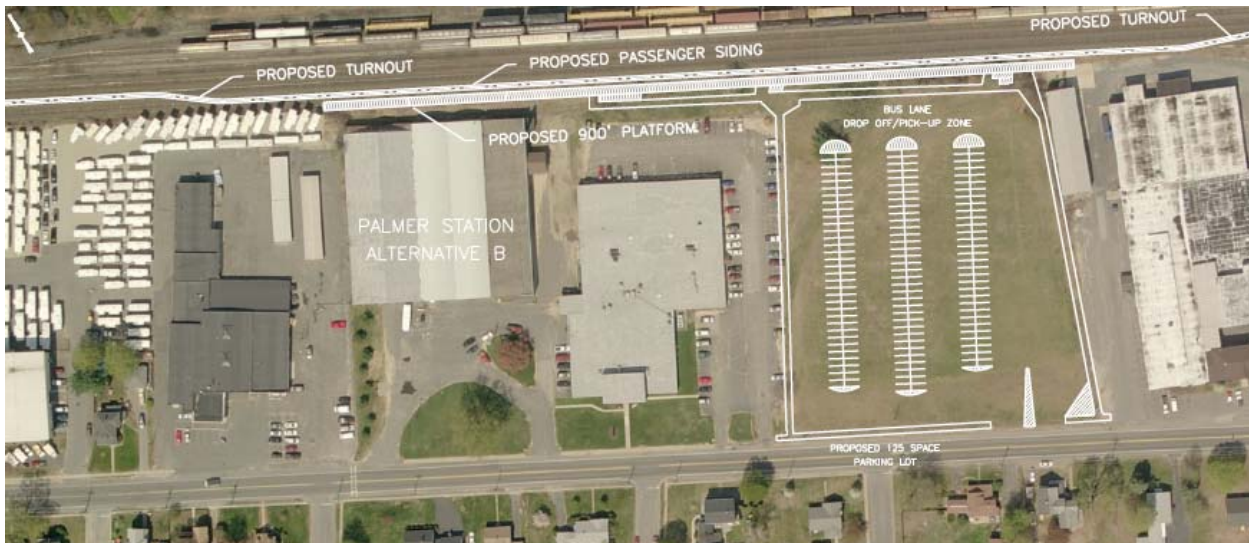 PROPOSED TURNOUT
PROPOSED PASSENGER SIDING
PROPOSED TURNOUT
PROPOSED 900' PLATFORM
BUS LANE
DROP OFF/PICK-UP ZONE
PALMER STATION
ALTERNATIVE B
PROPOSED 125 SPACE
PARKING LOT